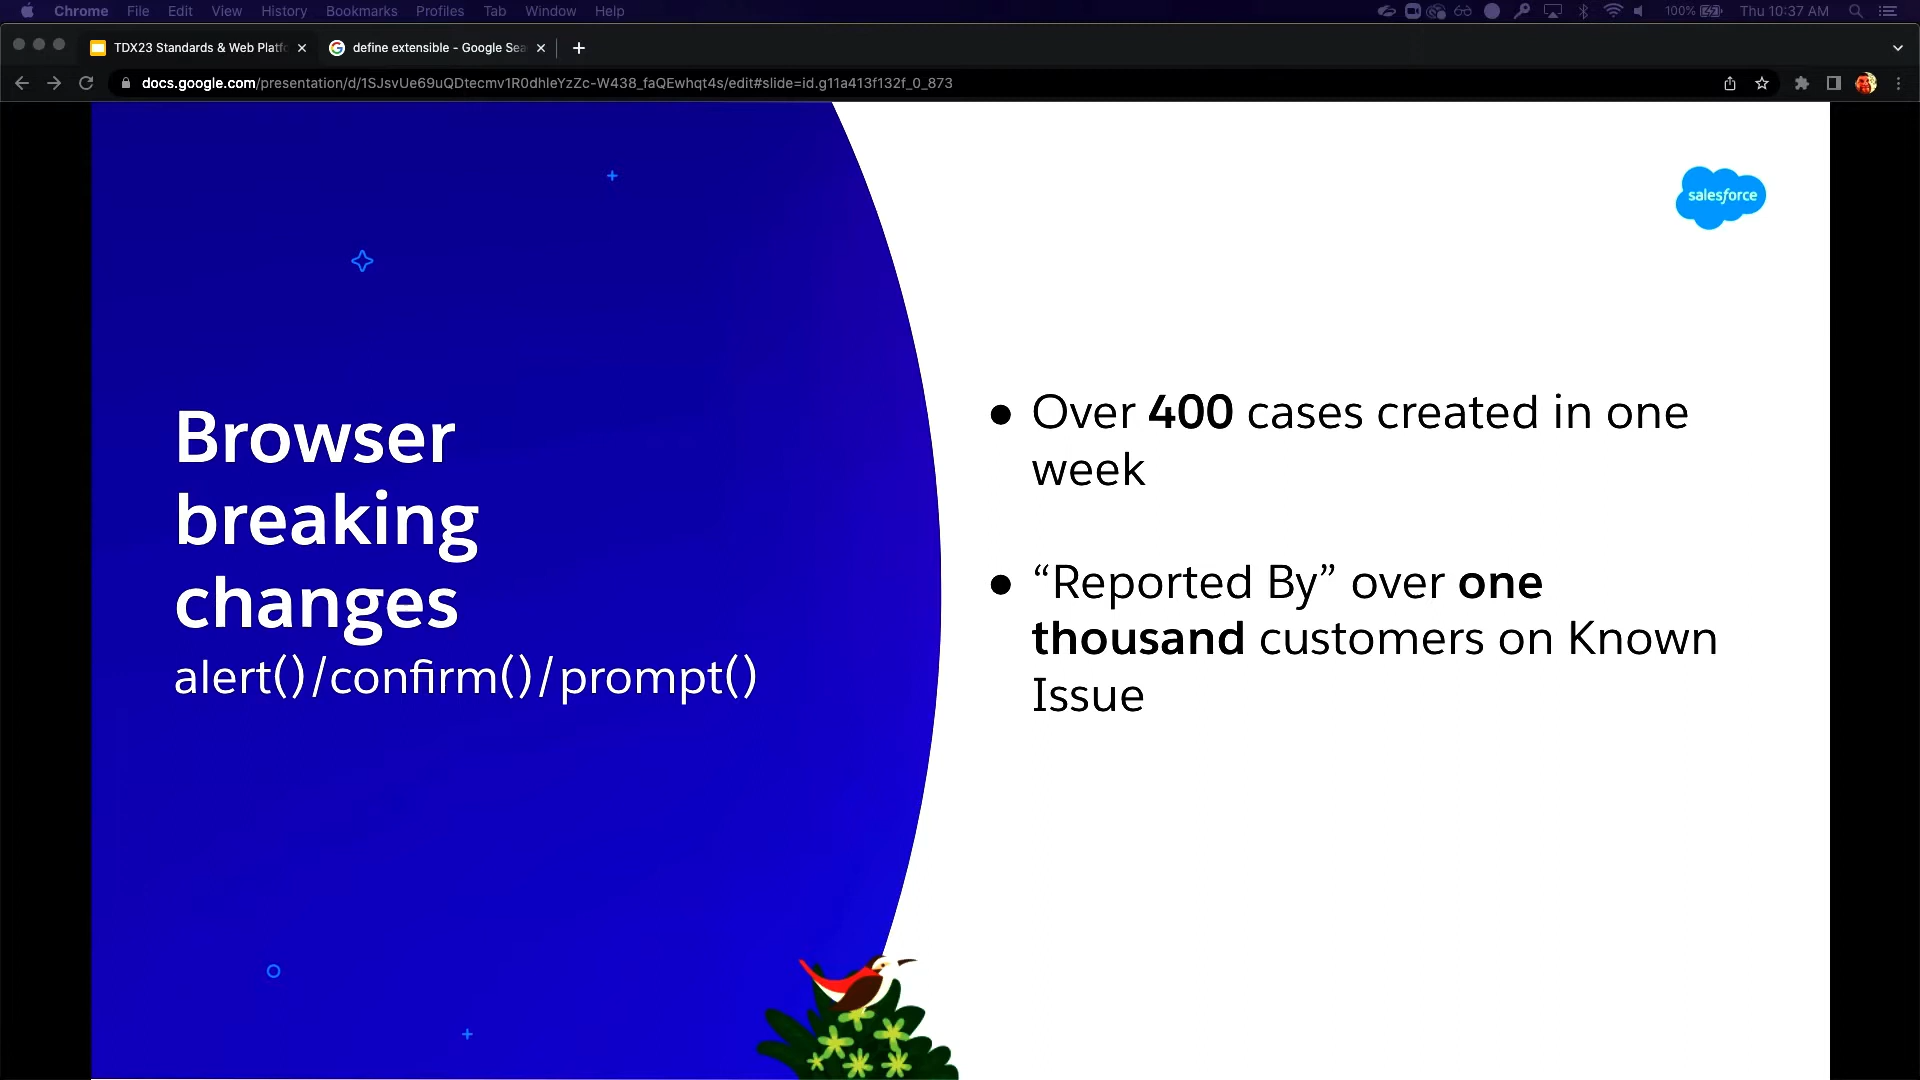 Chrome File Edit View History Bookmarks Profiles Tab Window Help 100% Thu 10:37 AM
TDX23 Standards & Web Platfo define extensible - Google Sea
docs.google.com/presentation/d/1SJsvUe69uQDtecmv1R0dhleYzZc-W438_faQEwhqt4s/edit#slide=id.g11a413f132f_0_873
salesforce
Browser
breaking
changes
alert()/confirm()/prompt()
● Over 400 cases created in one
week
● “Reported By” over one
thousand customers on Known
Issue